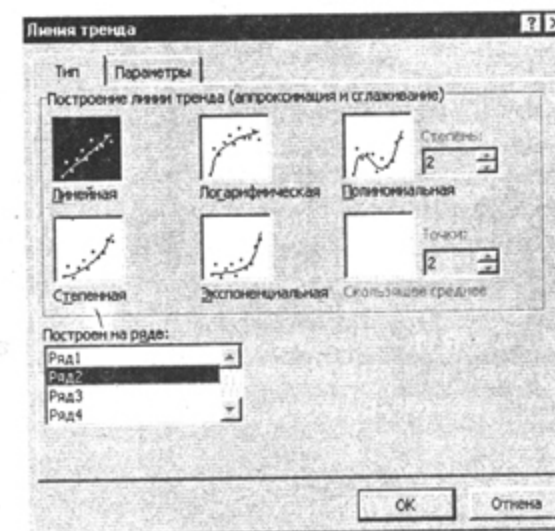 Линия тренда
Тип Параметры
Построение линии тренда (аппроксимация и сглаживание)
Линейная
Логарифмическая
Полиномиальная
Степень:
2
Степенная
Экспоненциальная
Скользящее среднее
Точки:
2
Построен на ряде:
Ряд1
Ряд2
Ряд3
Ряд4
ОК Отмена